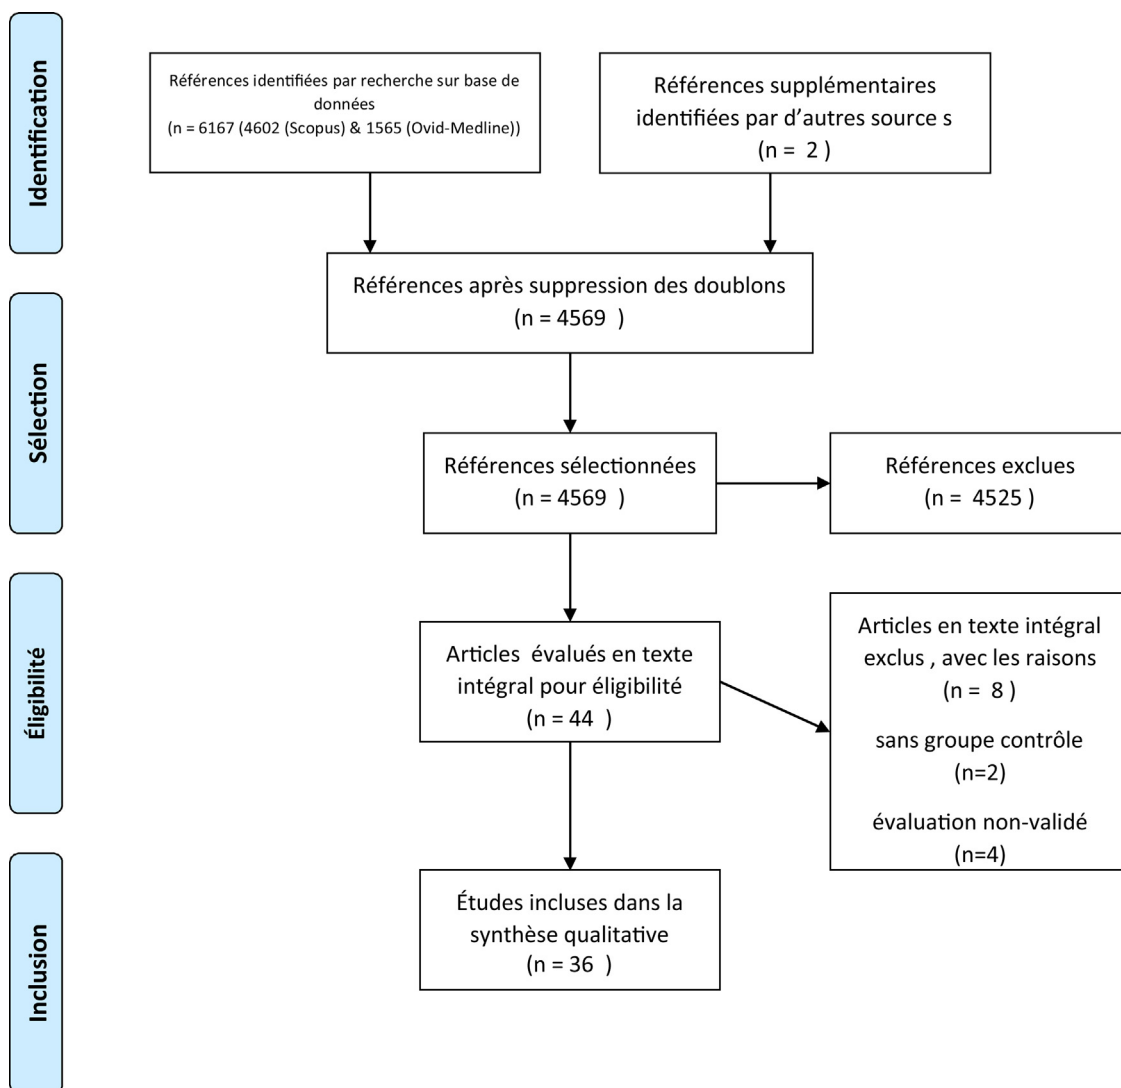 Identification
Références identifiées par recherche sur base de
données
(n = 6167 (4602 (Scopus) & 1565 (Ovid-Medline))
Références supplémentaires
identifiées par d’autres source s
(n = 2 )
Références après suppression des doublons
(n = 4569 )
Sélection
Références sélectionnées
(n = 4569 )
Références exclues
(n = 4525 )
Éligibilité
Articles évalués en texte
intégral pour éligibilité
(n = 44 )
Articles en texte intégral
exclus , avec les raisons
(n = 8 )
sans groupe contrôle
(n=2)
évaluation non-validé
(n=4)
Inclusion
Études incluses dans la
synthèse qualitative
(n = 36 )